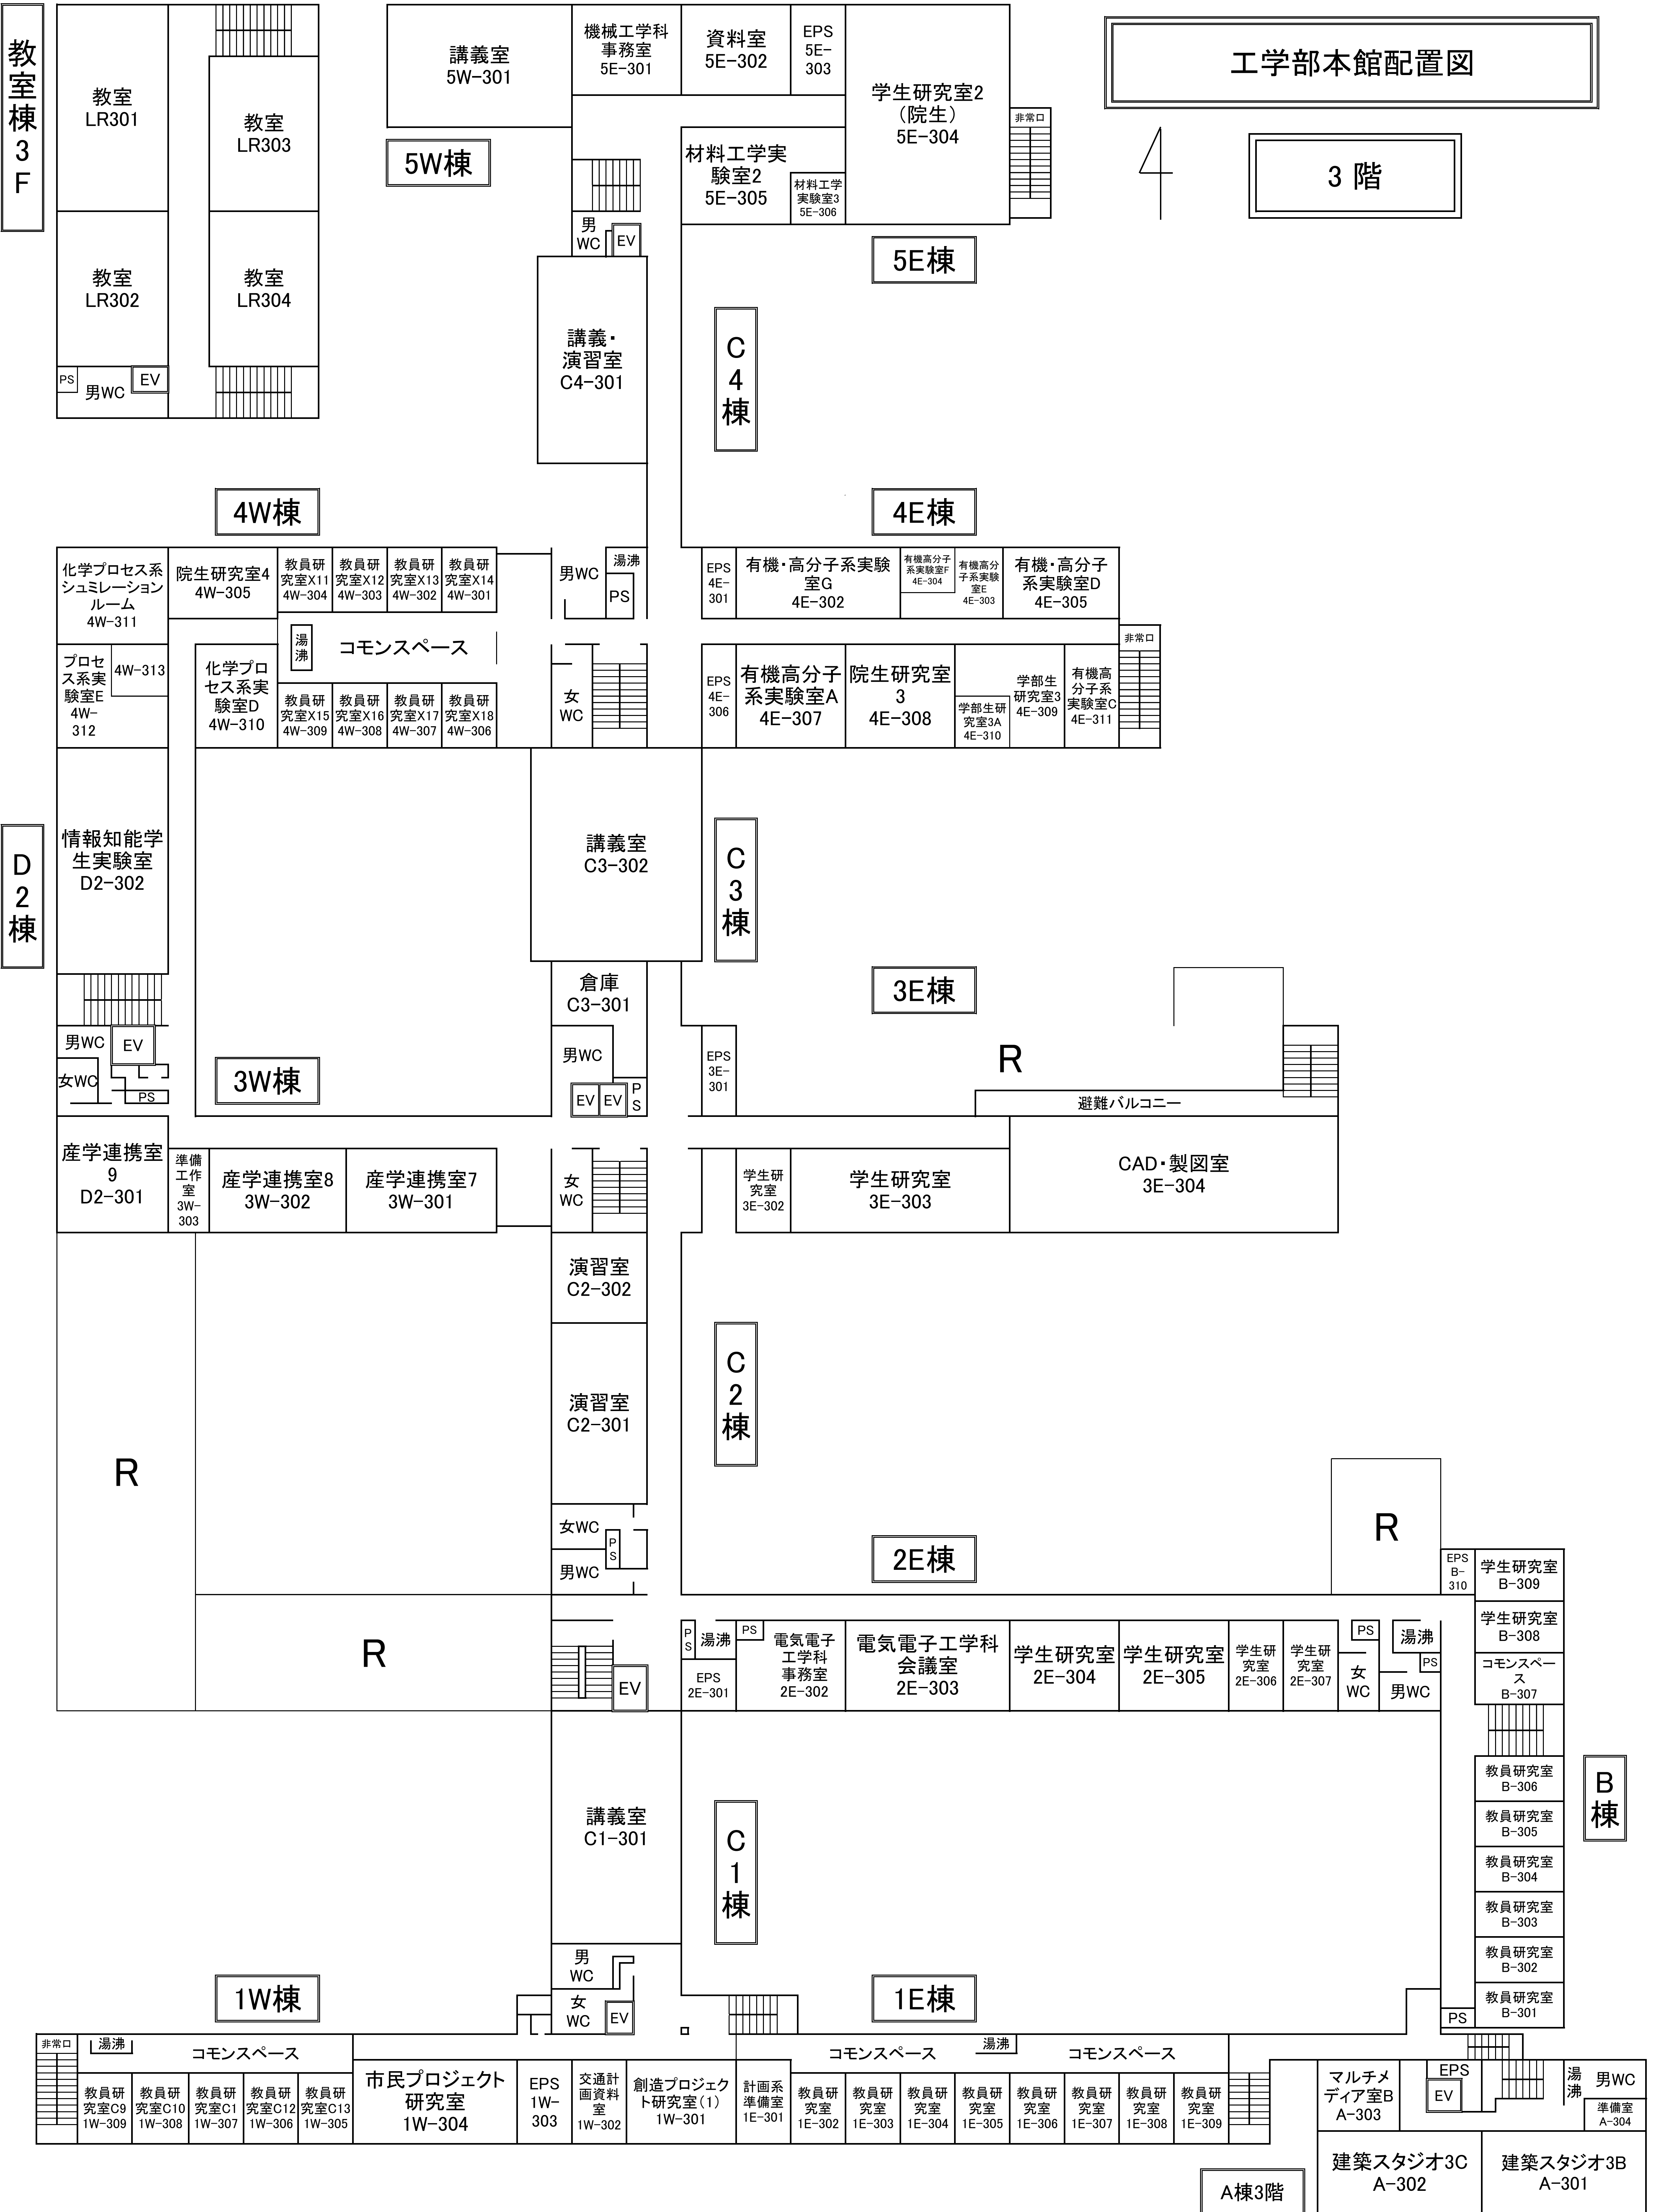 工学部本館配置図
3 階
教
室
棟
3
F
教室
LR301
教室
LR303
教室
LR302
教室
LR304
PS
男WC
EV
講義室
5W-301
機械工学科
事務室
5E-301
資料室
5E-302
EPS
5E-
303
学生研究室2
(院生)
5E-304
非常口
5W棟
材料工学実
験室2
5E-305
材料工学
実験室3
5E-306
男
WC
EV
5E棟
講義・
演習室
C4-301
C
4
棟
4W棟
4E棟
化学プロセス系
シュミレーション
ルーム
4W-311
院生研究室4
4W-305
教員研
究室X11
4W-304
教員研
究室X12
4W-303
教員研
究室X13
4W-302
教員研
究室X14
4W-301
男WC
湯沸
PS
EPS
4E-
301
有機・高分子系実験
室G
4E-302
有機高分子
系実験室F
4E-304
有機高分
子系実験
室E
4E-303
有機・高分子
系実験室D
4E-305
湯
沸
コモンスペース
非常口
プロセ
ス系実
験室E
4W-
312
4W-313
化学プロ
セス系実
験室D
4W-310
教員研
究室X15
4W-309
教員研
究室X16
4W-308
教員研
究室X17
4W-307
教員研
究室X18
4W-306
女
WC
EPS
4E-
306
有機高分子
系実験室A
4E-307
院生研究室
3
4E-308
学部生研
究室3A
4E-310
学部生
研究室3
4E-309
有機高
分子系
実験室C
4E-311
D
2
棟
情報知能学
生実験室
D2-302
講義室
C3-302
C
3
棟
倉庫
C3-301
3E棟
男WC
EV
女WC
PS
3W棟
男WC
EV
EV
P
S
EPS
3E-
301
R
避難バルコニー
産学連携室
9
D2-301
準備
工作
室
3W-
303
産学連携室8
3W-302
産学連携室7
3W-301
女
WC
学生研
究室
3E-302
学生研究室
3E-303
CAD・製図室
3E-304
演習室
C2-302
演習室
C2-301
C
2
棟
R
R
女WC
P
S
男WC
2E棟
R
EPS
B-
310
学生研究室
B-309
学生研究室
B-308
コモンスペー
ス
B-307
R
EV
P
S
湯沸
EPS
2E-301
PS
電気電子
工学科
事務室
2E-302
電気電子工学科
会議室
2E-303
学生研究室
2E-304
学生研究室
2E-305
学生研
究室
2E-306
学生研
究室
2E-307
PS
女
WC
湯沸
PS
男WC
講義室
C1-301
C
1
棟
B
棟
教員研究室
B-306
教員研究室
B-305
教員研究室
B-304
教員研究室
B-303
教員研究室
B-302
教員研究室
B-301
PS
男
WC
女
WC
EV
1W棟
1E棟
非常口
湯沸
コモンスペース
コモンスペース
湯沸
コモンスペース
教員研
究室C9
1W-309
教員研
究室C10
1W-308
教員研
究室C1
1W-307
教員研
究室C12
1W-306
教員研
究室C13
1W-305
市民プロジェクト
研究室
1W-304
EPS
1W-
303
交通計
画資料
室
1W-302
創造プロジェク
ト研究室(1)
1W-301
計画系
準備室
1E-301
教員研
究室
1E-302
教員研
究室
1E-303
教員研
究室
1E-304
教員研
究室
1E-305
教員研
究室
1E-306
教員研
究室
1E-307
教員研
究室
1E-308
教員研
究室
1E-309
マルチメ
ディア室B
A-303
EPS
EV
湯
沸
男WC
準備室
A-304
建築スタジオ3C
A-302
建築スタジオ3B
A-301
A棟3階